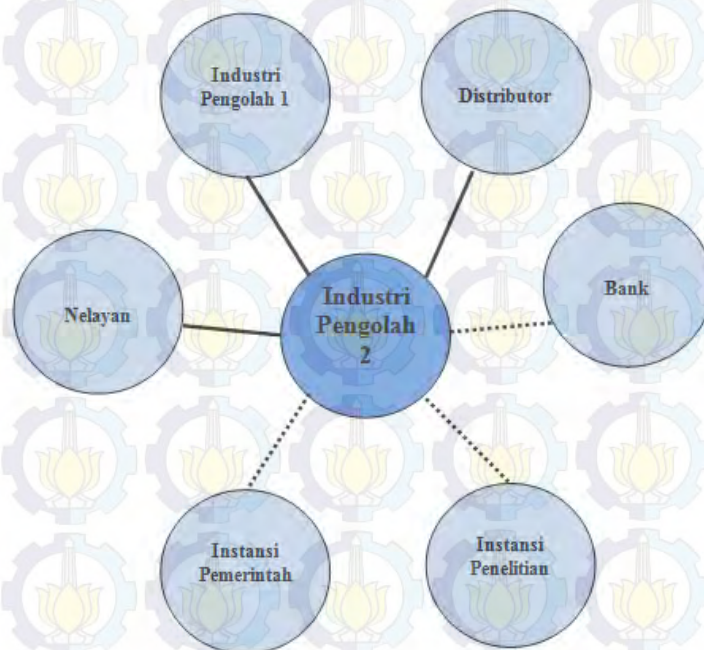 Industri
Pengolah 1
Distributor
Bank
Nelayan
Industri
Pengolah
2
Instansi
Pemerintah
Instansi
Penelitian